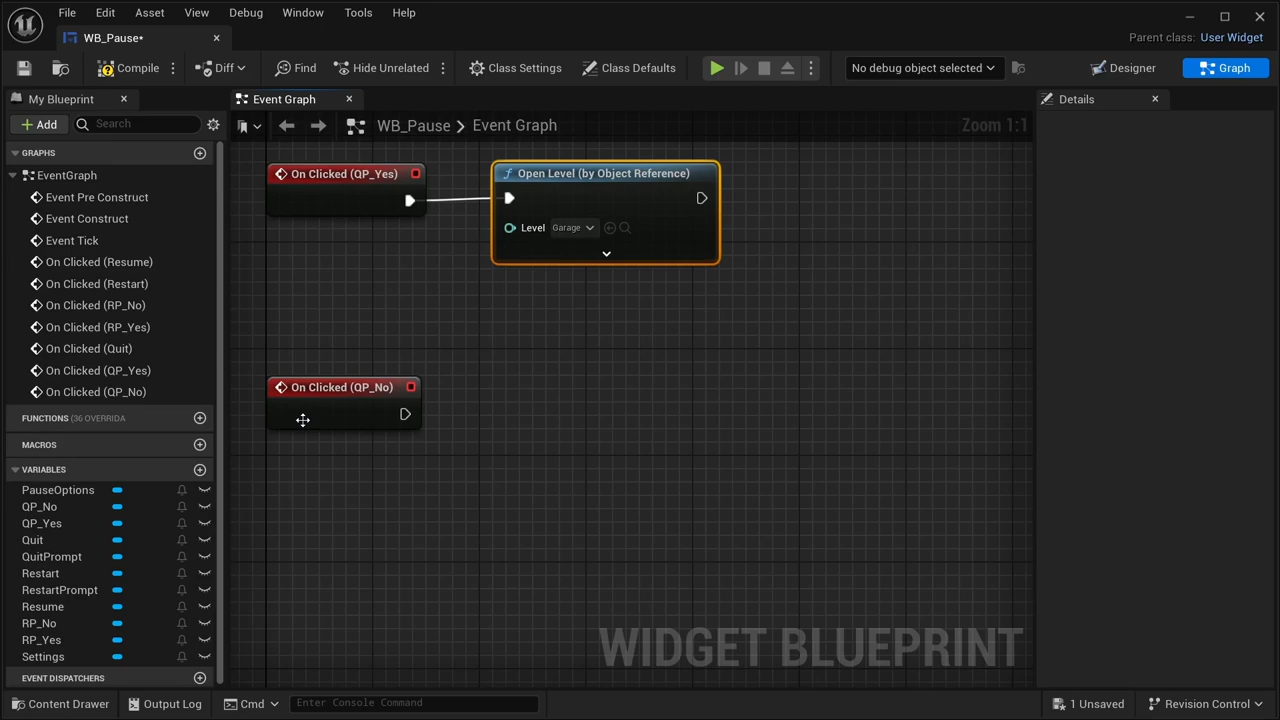 File Edit Asset View Debug Window Tools Help
WB_Pause*
Parent class: User Widget
Compile
Diff
Find
Hide Unrelated
Class Settings
Class Defaults
No debug object selected
Designer
Graph
My Blueprint
Event Graph
Details
Add
Search
WB_Pause > Event Graph
Zoom 1:1
GRAPHS
EventGraph
Event Pre Construct
Event Construct
Event Tick
On Clicked (Resume)
On Clicked (Restart)
On Clicked (RP_No)
On Clicked (RP_Yes)
On Clicked (Quit)
On Clicked (QP_Yes)
On Clicked (QP_No)
FUNCTIONS (36 OVERRIDA
MACROS
VARIABLES
PauseOptions
QP_No
QP_Yes
Quit
QuitPrompt
Restart
RestartPrompt
Resume
RP_No
RP_Yes
Settings
EVENT DISPATCHERS
On Clicked (QP_Yes)
Open Level (by Object Reference)
Level Garage
On Clicked (QP_No)
WIDGET BLUEPRINT
Content Drawer
Output Log
Cmd
Enter Console Command
1 Unsaved
Revision Control